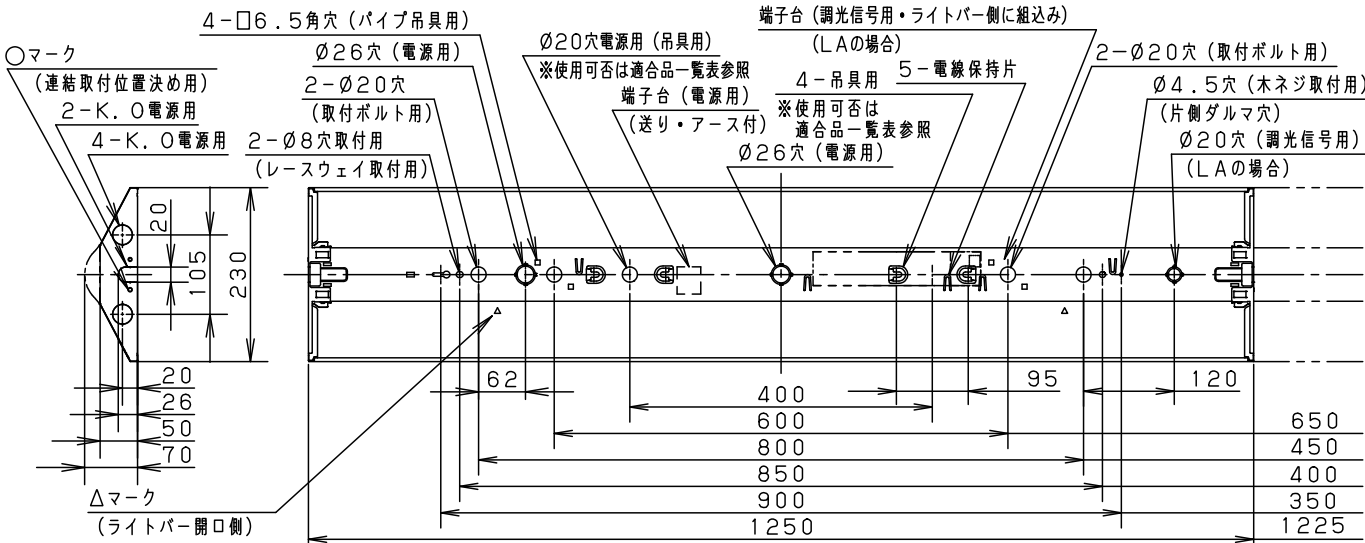 4-□6.5角穴 (パイプ吊具用)
端子台 (調光信号用・ライトバー側に組込み)
(LAの場合)
○マーク
(連結取付位置決め用)
Ø26穴 (電源用)
Ø20穴電源用 (吊具用)
※使用可否は適合品一覧表参照
2-Ø20穴 (取付ボルト用)
2-Ø20穴
(取付ボルト用)
端子台 (電源用)
(送り・アース付)
4-吊具用
※使用可否は
適合品一覧表参照
5-電線保持片
Ø4.5穴 (木ネジ取付用)
(片側ダルマ穴)
2-K.O電源用
4-K.O電源用
2-Ø8穴取付用
(レースウェイ取付用)
Ø26穴 (電源用)
Ø20穴 (調光信号用)
(LAの場合)
20
105
230
20
26
50
70
62
95
120
400
600
650
800
450
850
400
900
350
1250
1225
△マーク
(ライトバー開口側)